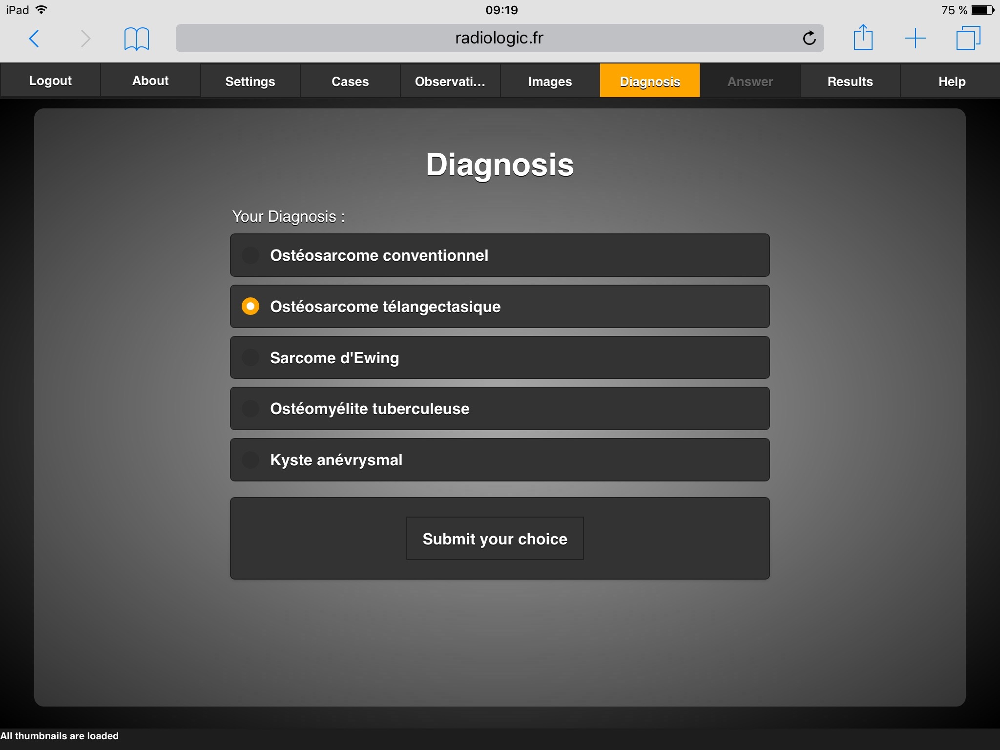 iPad 09:19 75 %
radiologic.fr
Logout About Settings Cases Observati... Images Diagnosis Answer Results Help
Diagnosis
Your Diagnosis :
Ostéosarcome conventionnel
Ostéosarcome télangectasique
Sarcome d'Ewing
Ostéomyélite tuberculeuse
Kyste anévrysmal
Submit your choice
All thumbnails are loaded